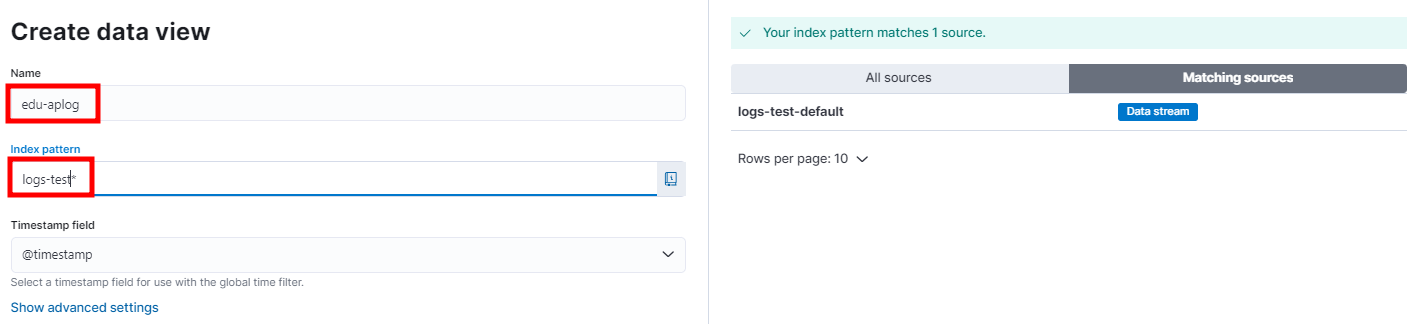 Create data view
Name
edu-aplog
Index pattern
logs-test*
Timestamp field
@timestamp
Select a timestamp field for use with the global time filter.
Show advanced settings
Your index pattern matches 1 source.
All sources
Matching sources
logs-test-default
Data stream
Rows per page: 10